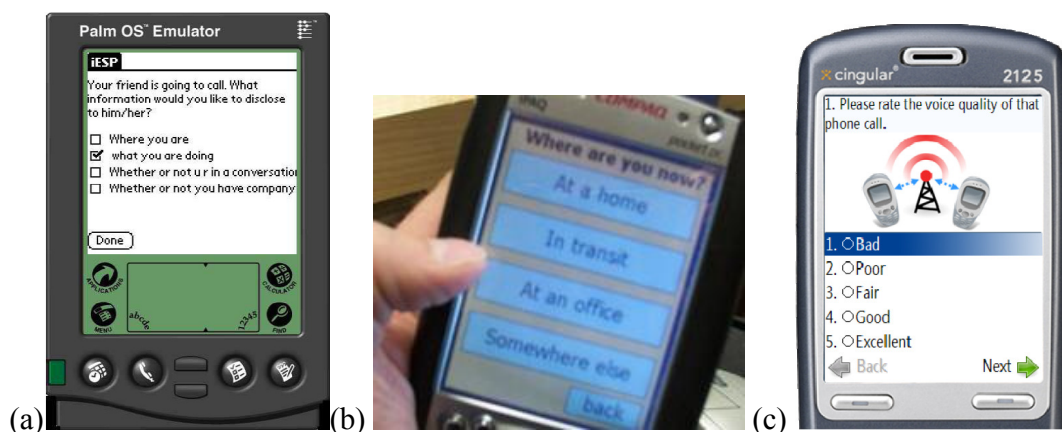 Palm OS™ Emulator
iESP
Your friend is going to call. What
information would you like to disclose
to him/her?
Where you are
what you are doing
Whether or not u r in a conversation
Whether or not you have company
Done
APPLICATIONS
CALCULATOR
MENU
abcde
12345
FIND
(a)
iPAQ
COMPAQ
pocket pc
Where are you now?
At a home
In transit
At an office
Somewhere else
back
(b)
cingular®
2125
1. Please rate the voice quality of that
phone call.
1. Bad
2. Poor
3. Fair
4. Good
5. Excellent
Back
Next
(c)